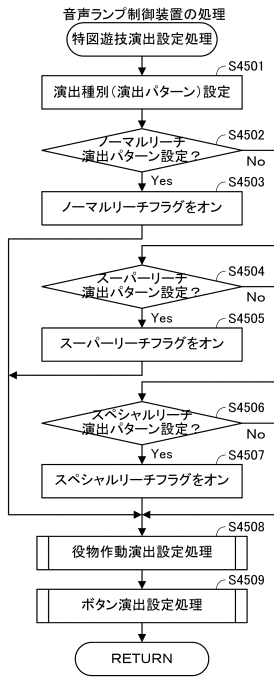 音声ランプ制御装置の処理
特図遊技演出設定処理
S4501
演出種別(演出パターン)設定
S4502
ノーマルリーチ
演出パターン設定?
No
Yes
S4503
ノーマルリーチフラグをオン
S4504
スーパーリーチ
演出パターン設定?
No
Yes
S4505
スーパーリーチフラグをオン
S4506
スペシャルリーチ
演出パターン設定?
No
Yes
S4507
スペシャルリーチフラグをオン
S4508
役物作動演出設定処理
S4509
ボタン演出設定処理
RETURN